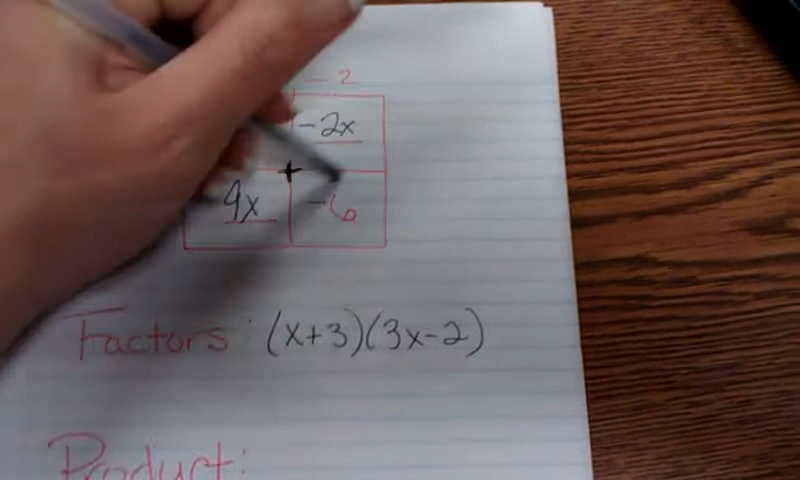 - 2
-2x
+
9x -6
Factors: (x+3)(3x-2)
Product: